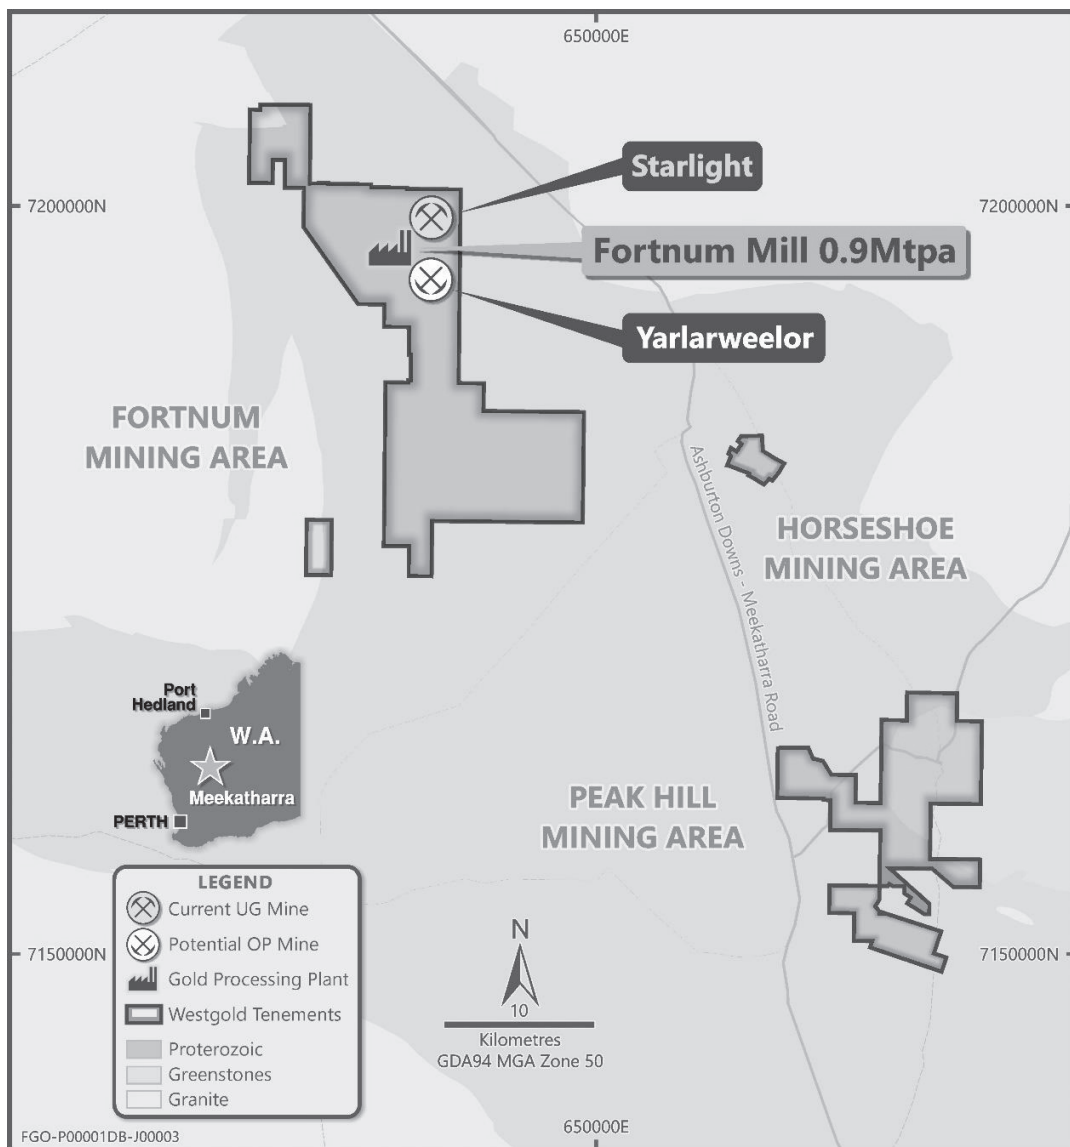 650000E
Starlight
7200000N
7200000N
Fortnum Mill 0.9Mtpa
Yarlarweelor
FORTNUM
MINING AREA
Ashburton Downs - Meekatharra Road
HORSESHOE
MINING AREA
Port
Hedland
W.A.
Meekatharra
PERTH
PEAK HILL
MINING AREA
LEGEND
Current UG Mine
Potential OP Mine
Gold Processing Plant
Westgold Tenements
Proterozoic
Greenstones
Granite
N
10
Kilometres
GDA94 MGA Zone 50
7150000N
7150000N
FGO-P00001DB-J00003
650000E